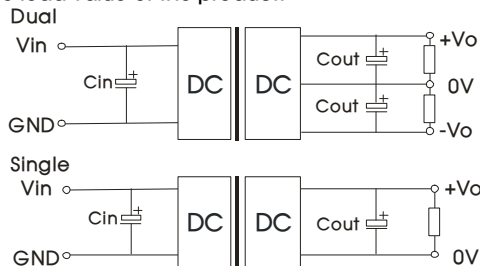 Dual
Vin
+Vo
Cout
Cin
DC
DC
0V
Cout
GND
-Vo
Single
Vin
+Vo
Cin
DC
DC
Cout
GND
0V